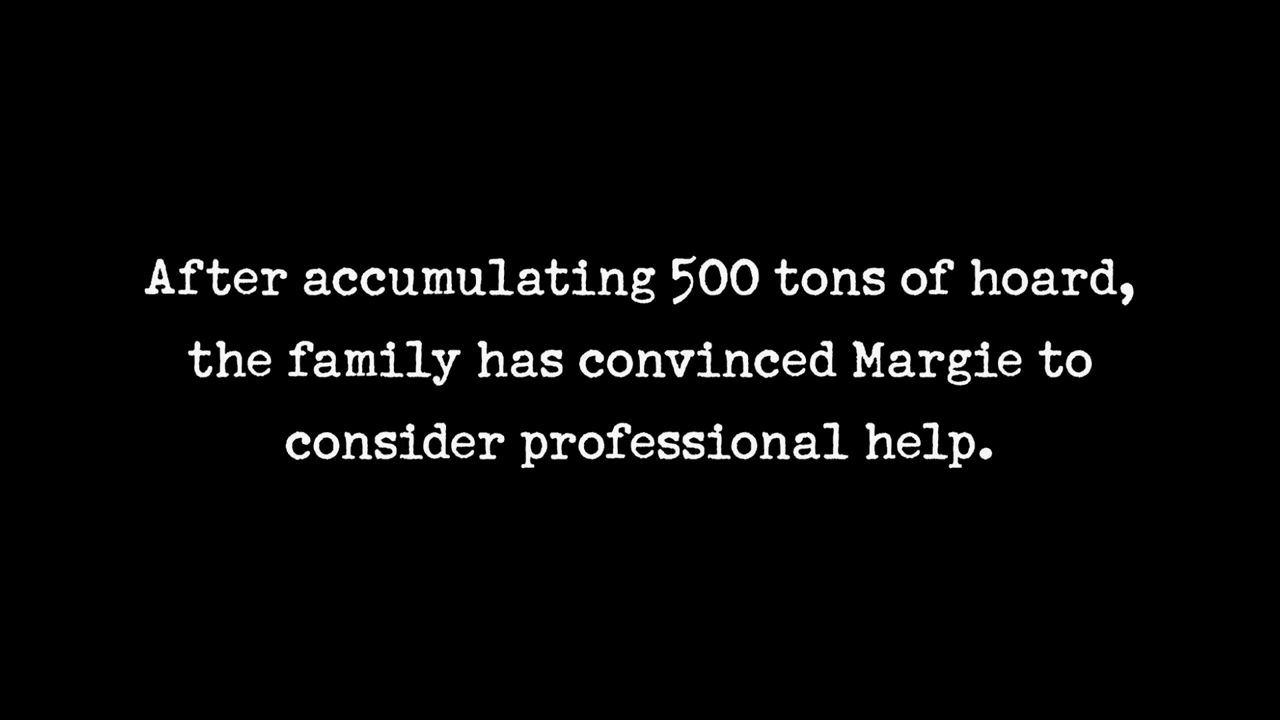 After accumulating 500 tons of hoard,
the family has convinced Margie to
consider professional help.